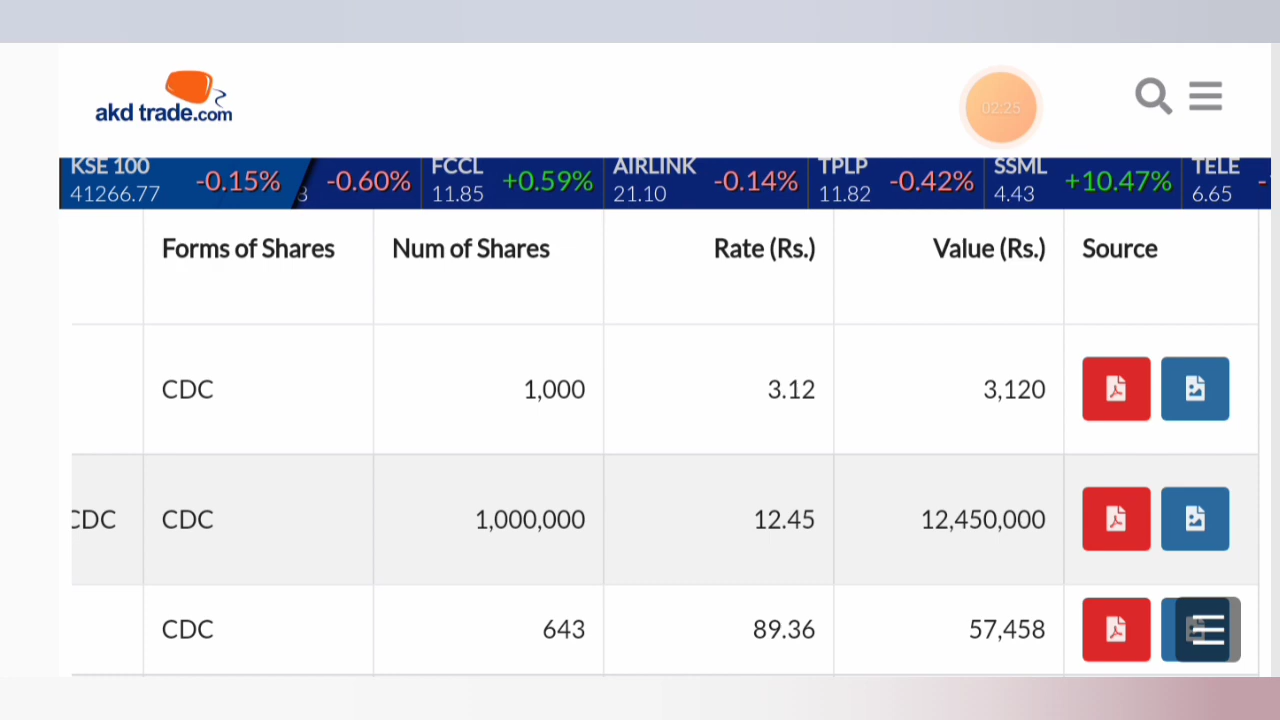 akd trade.com
02:25
KSE 100 -0.15% -0.60% FCCL +0.59% AIRLINK -0.14% TPLP -0.42% SSML +10.47% TELE
41266.77 11.85 21.10 11.82 4.43 6.65
Forms of Shares Num of Shares Rate (Rs.) Value (Rs.) Source
CDC 1,000 3.12 3,120
CDC CDC 1,000,000 12.45 12,450,000
CDC 643 89.36 57,458